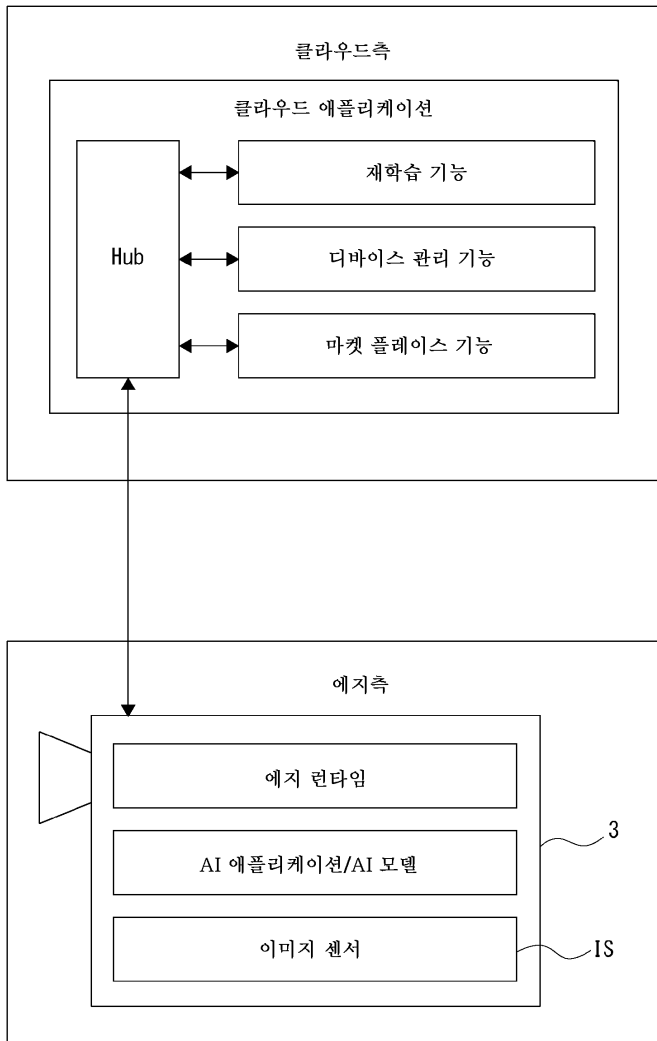 클라우드측
클라우드 애플리케이션
Hub
재학습 기능
디바이스 관리 기능
마켓 플레이스 기능
에지측
에지 런타임
AI 애플리케이션/AI 모델
3
이미지 센서
IS